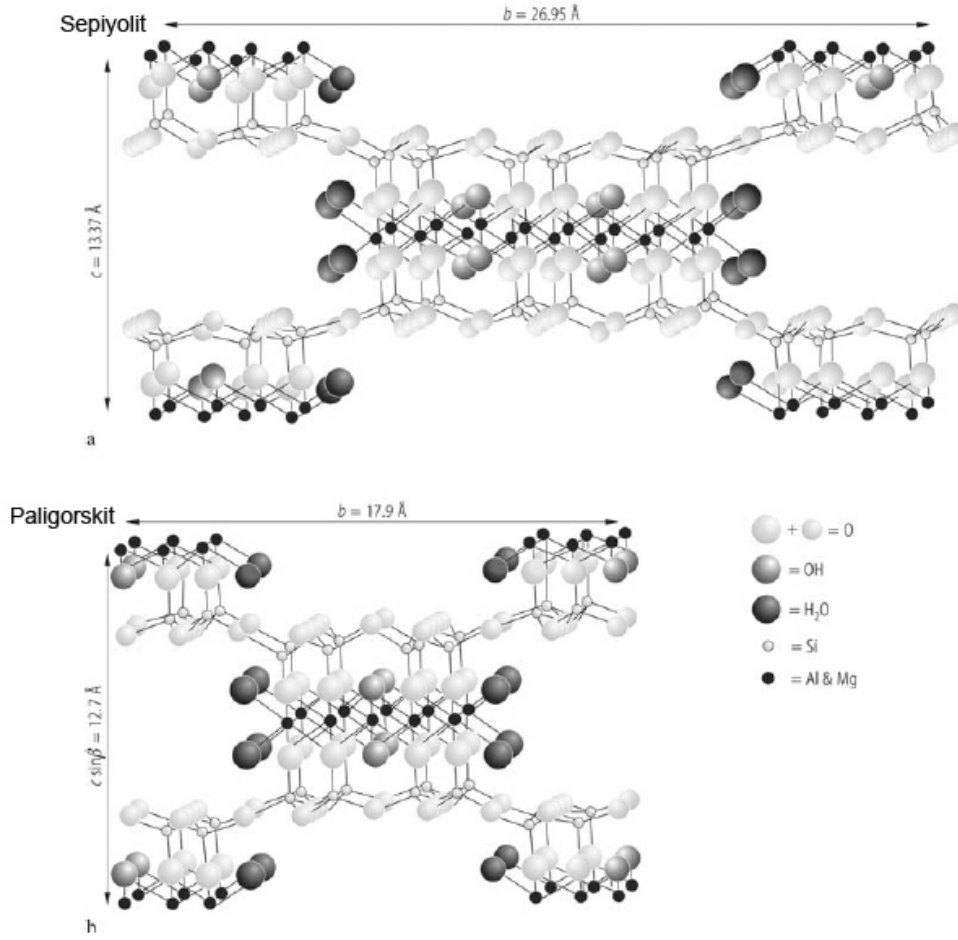 Sepiyolit
b = 26.95 Å
c = 13.37 Å
a
Paligorskit
b = 17.9 Å
c sinβ = 12.7 Å
b
+ = O
= OH
= H₂O
= Si
= Al & Mg